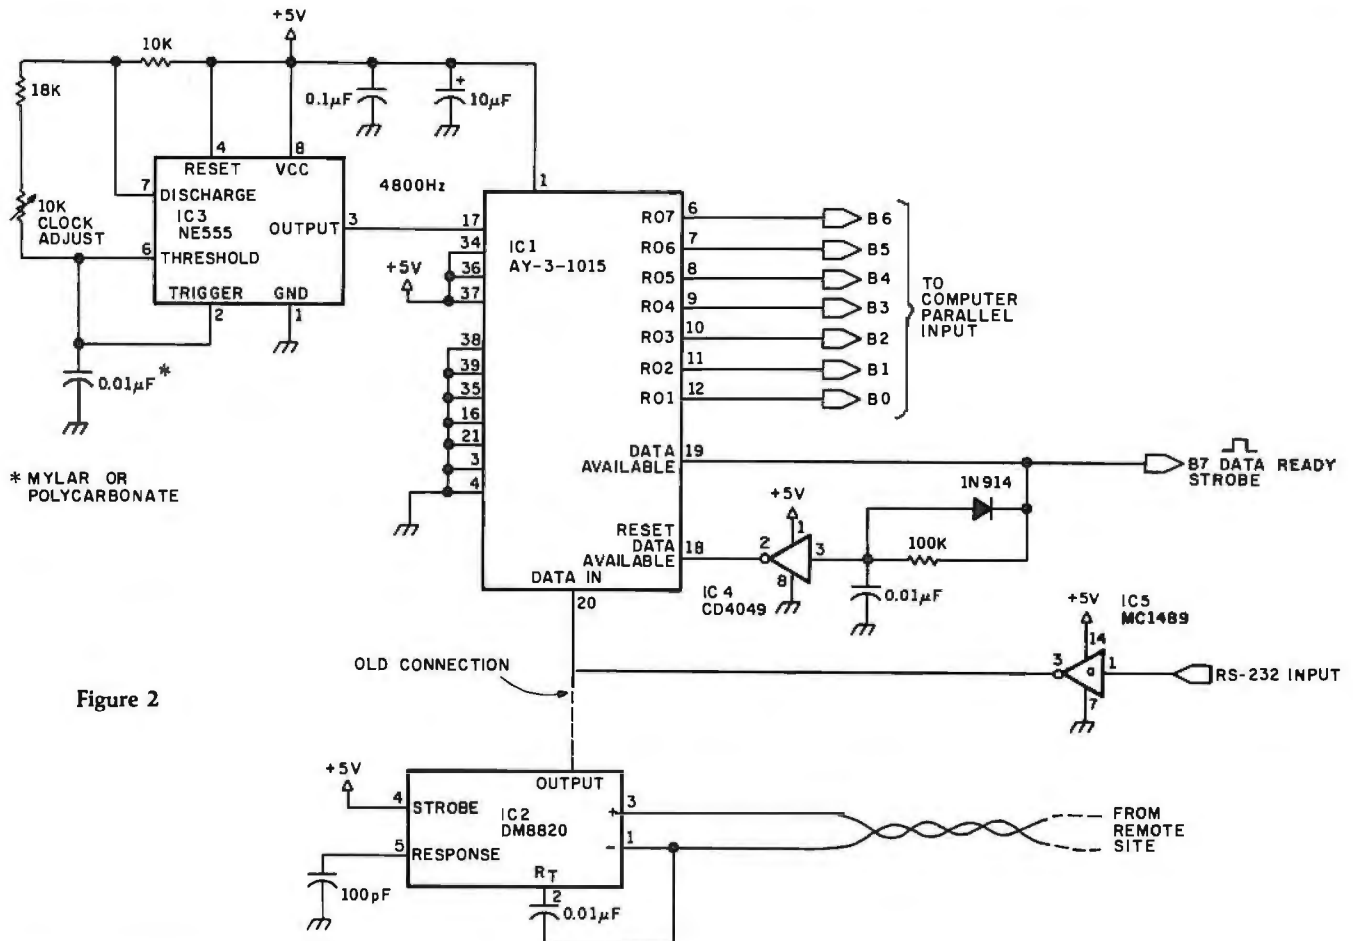 +5V
10K
18K
0.1µF
+
10µF
4
8
RESET
VCC
7
DISCHARGE
IC3
NE555
OUTPUT
3
10K
CLOCK
ADJUST
6
THRESHOLD
TRIGGER
GND
2
1
0.01µF *
* MYLAR OR
POLYCARBONATE
4800Hz
1
17
34
36
37
+5V
38
39
35
16
21
3
4
IC1
AY-3-1015
RO7
6
B6
RO6
7
B5
RO5
8
B4
RO4
9
B3
RO3
10
B2
RO2
11
B1
RO1
12
B0
TO
COMPUTER
PARALLEL
INPUT
DATA
AVAILABLE
19
B7 DATA READY
STROBE
1N914
+5V
RESET
DATA
AVAILABLE
18
2
1
3
8
IC4
CD4049
100K
0.01µF
DATA IN
20
+5V
IC5
MC1489
14
3
a
1
7
RS-232 INPUT
OLD CONNECTION
Figure 2
+5V
OUTPUT
4
STROBE
IC2
DM8820
+
3
5
RESPONSE
-
1
RT
2
100pF
0.01µF
FROM
REMOTE
SITE